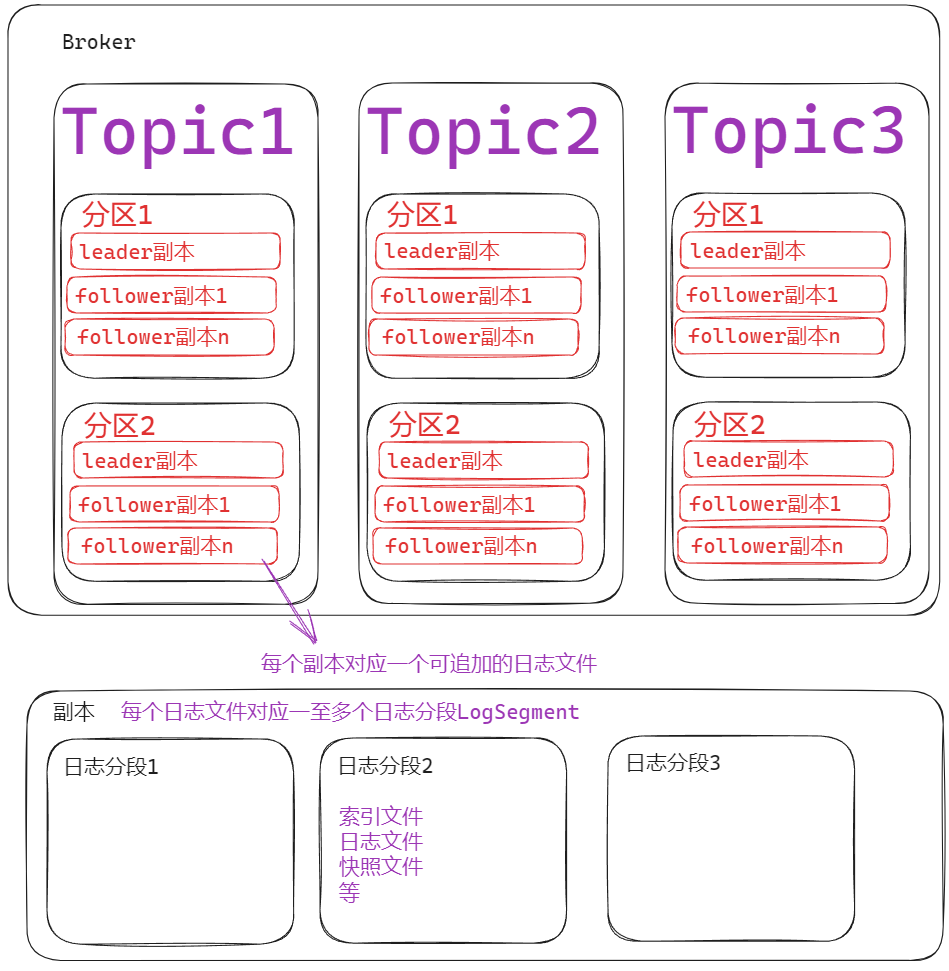 Broker
Topic1
Topic2
Topic3
分区1
leader副本
follower副本1
follower副本n
分区2
leader副本
follower副本1
follower副本n
分区1
leader副本
follower副本1
follower副本n
分区2
leader副本
follower副本1
follower副本n
分区1
leader副本
follower副本1
follower副本n
分区2
leader副本
follower副本1
follower副本n
每个副本对应一个可追加的日志文件
副本 每个日志文件对应一至多个日志分段LogSegment
日志分段1
日志分段2
索引文件
日志文件
快照文件
等
日志分段3